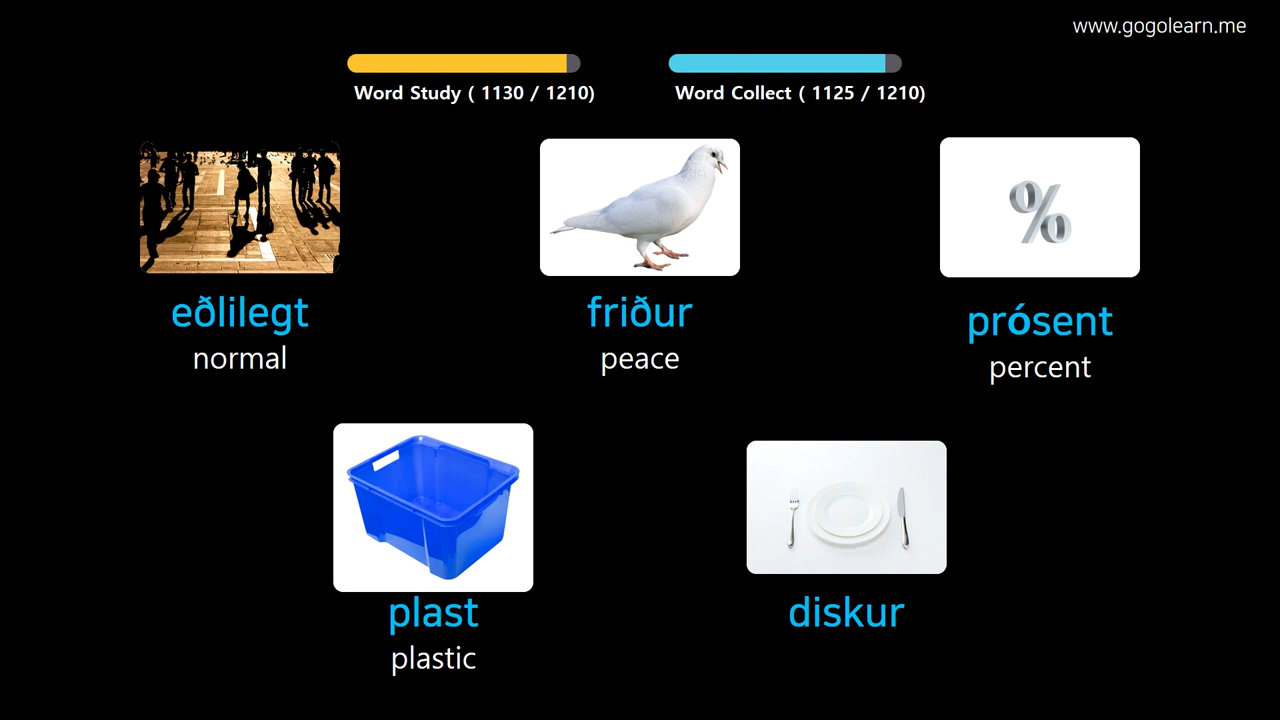 www.gogolearn.me
Word Study ( 1130 / 1210)
Word Collect ( 1125 / 1210)
eðlilegt
normal
friður
peace
%
prósent
percent
plast
plastic
diskur